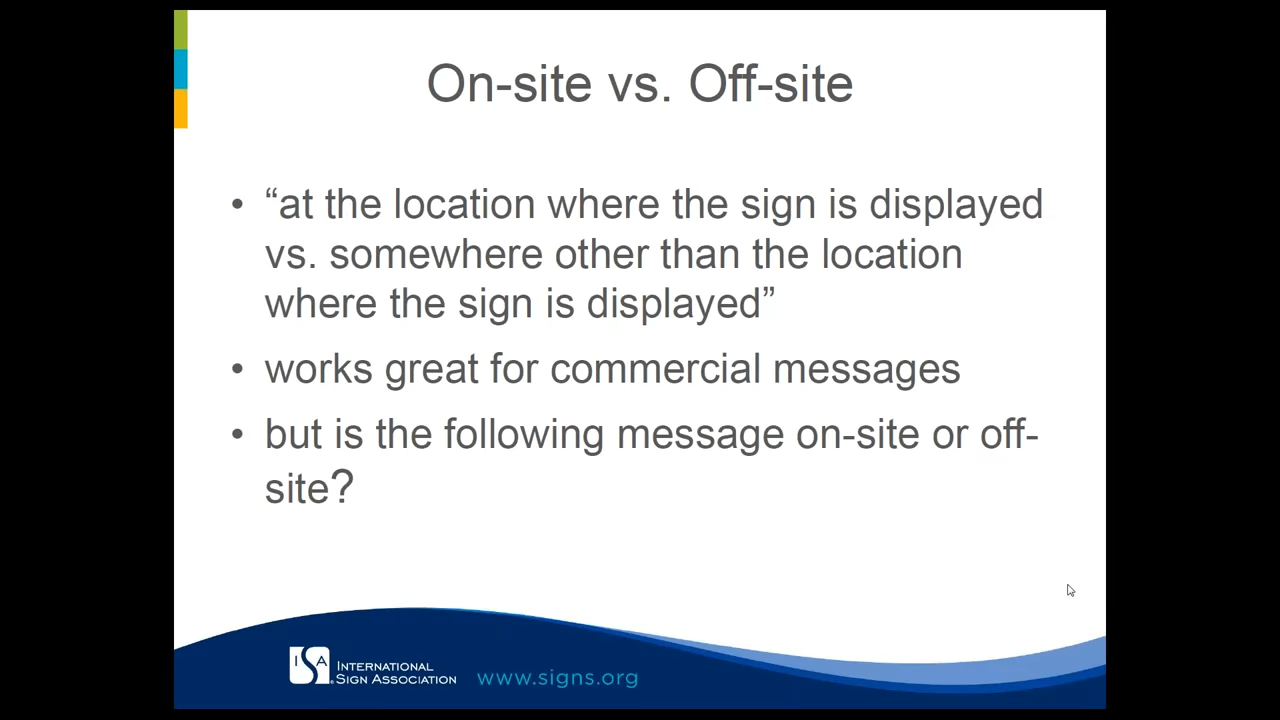 On-site vs. Off-site
• “at the location where the sign is displayed
vs. somewhere other than the location
where the sign is displayed”
• works great for commercial messages
• but is the following message on-site or off-
site?
ISA
INTERNATIONAL
SIGN ASSOCIATION
www.signs.org